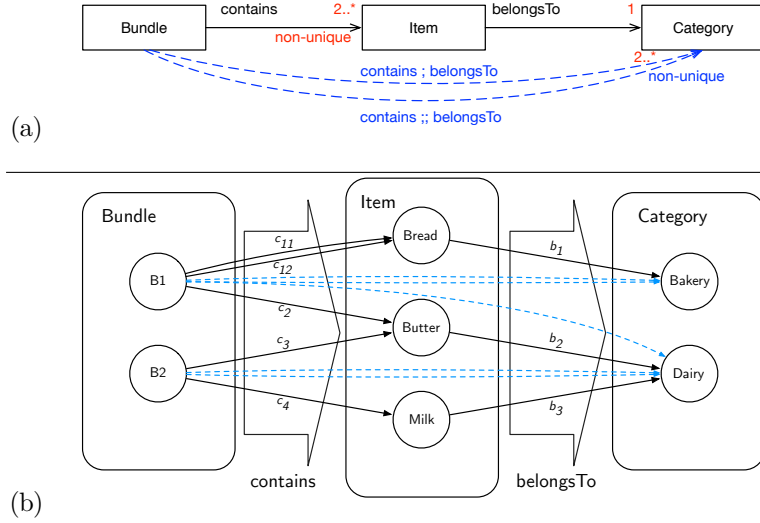 contains 2..* belongsTo 1
Bundle Item Category
non-unique 2..*
contains ; belongsTo non-unique
contains ;; belongsTo
(a)
Bundle Item Category
c11 Bread b1
B1 c12 Bakery
c2 Butter b2
B2 c3 Dairy
c4 Milk b3
contains belongsTo
(b)